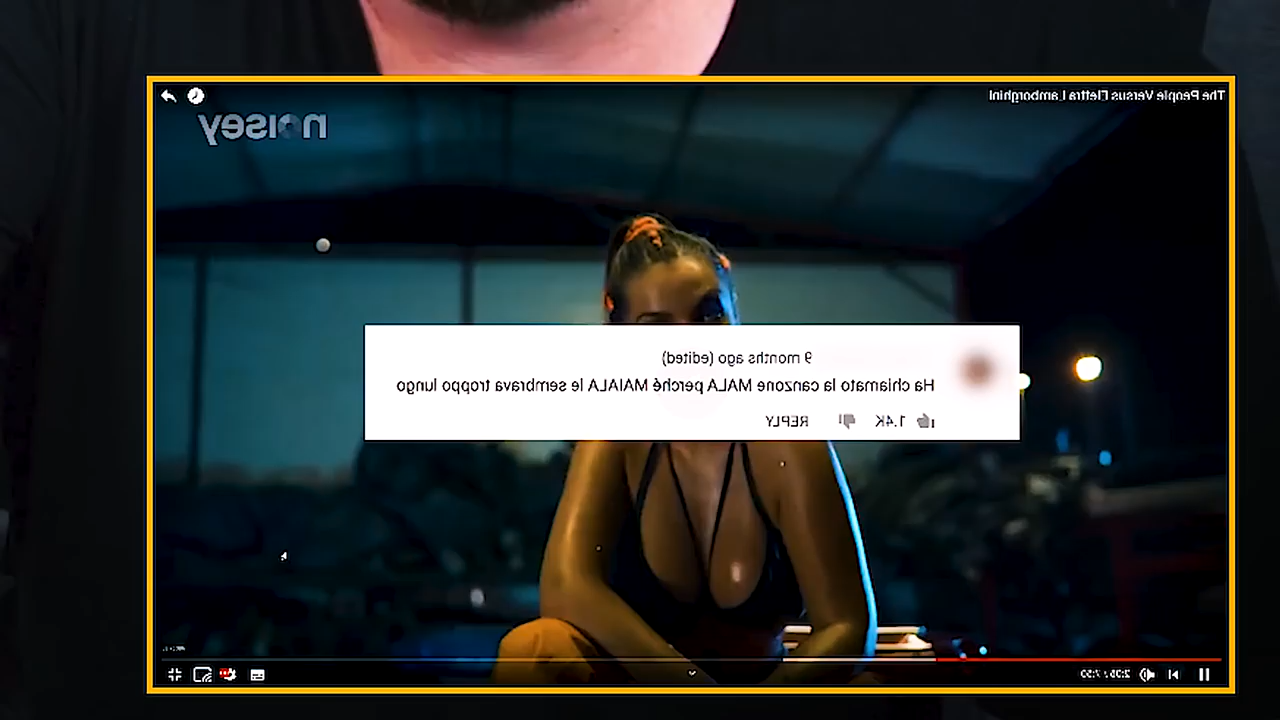 The People Versus Elettra Lamborghini
noisey
9 months ago (edited)
Ha chiamato la canzone MALA perché MAIALA le sembrava troppo lungo
1.4K REPLY